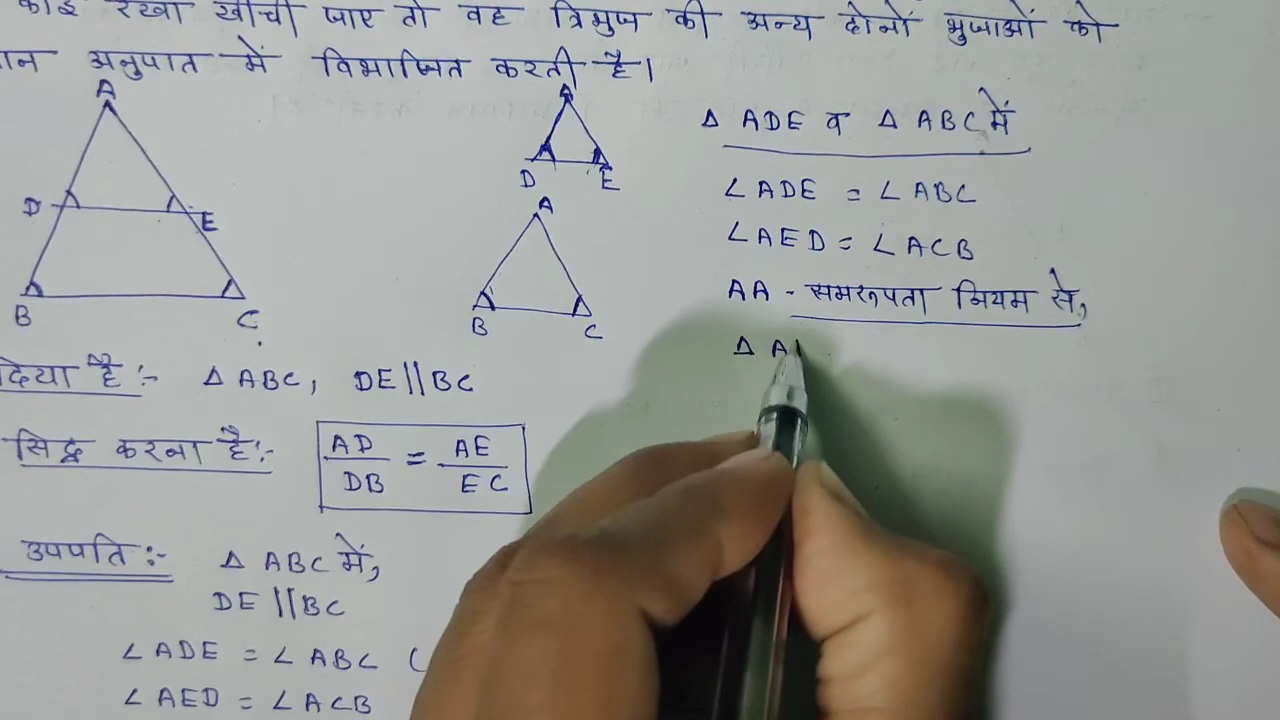 कोई रेखा खींची जाए तो वह त्रिभुज की अन्य दोनों भुजाओं को
अनुपात में विभाजित करती है।
A
D E
B C
A
D E
A
B C
दिया है :- Δ ABC, DE || BC
सिद्ध करना है :-
AD/DB = AE/EC
उपपति :- Δ ABC में,
DE || BC
∠ADE = ∠ABC (
∠AED = ∠ACB
Δ ADE व Δ ABC में
∠ADE = ∠ABC
∠AED = ∠ACB
AA - समरूपता नियम से,
Δ A